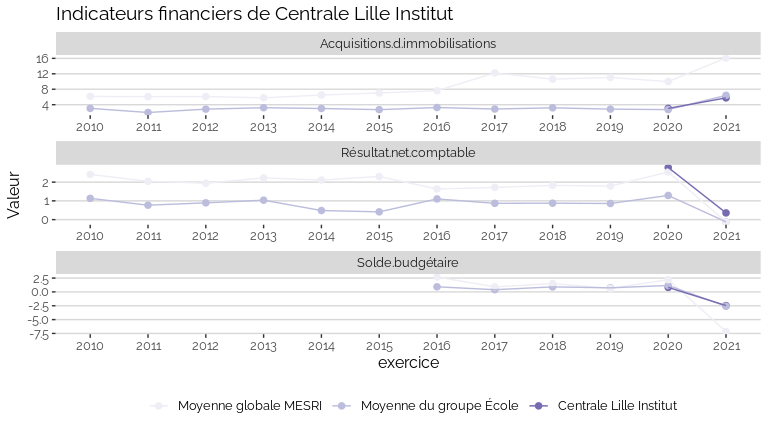 Indicateurs financiers de Centrale Lille Institut
Acquisitions.d.immobilisations
16
12
8
4
2010 2011 2012 2013 2014 2015 2016 2017 2018 2019 2020 2021
Résultat.net.comptable
2
1
0
2010 2011 2012 2013 2014 2015 2016 2017 2018 2019 2020 2021
Valeur
Solde.budgétaire
2.5
0.0
-2.5
-5.0
-7.5
2010 2011 2012 2013 2014 2015 2016 2017 2018 2019 2020 2021
exercice
Moyenne globale MESRI Moyenne du groupe École Centrale Lille Institut